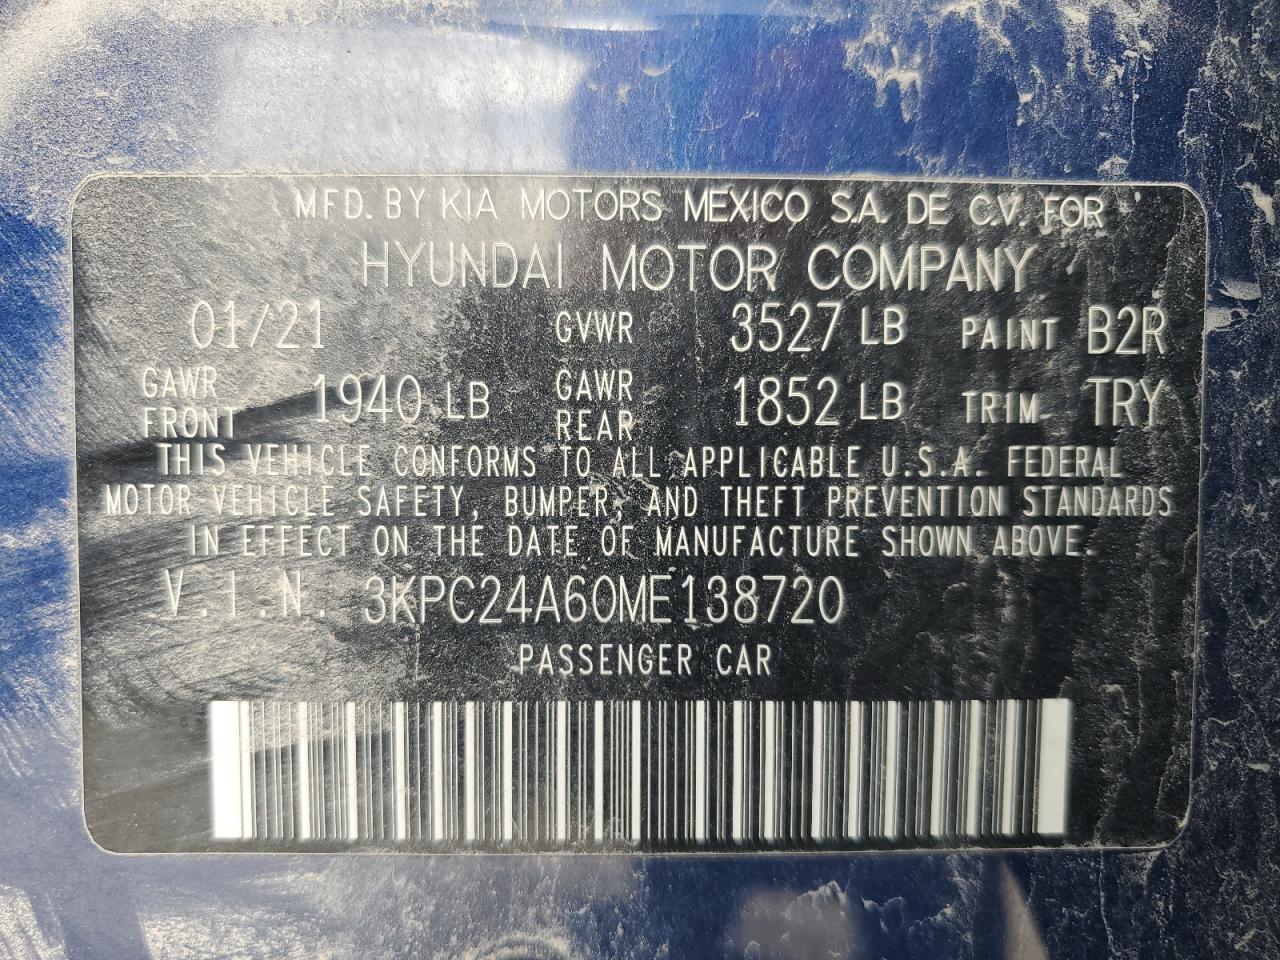 MFD. BY KIA MOTORS MEXICO S.A. DE C.V. FOR
HYUNDAI MOTOR COMPANY
01/21 GVWR 3527 LB PAINT B2R
GAWR FRONT 1940 LB GAWR REAR 1852 LB TRIM TRY
THIS VEHICLE CONFORMS TO ALL APPLICABLE U.S.A. FEDERAL
MOTOR VEHICLE SAFETY, BUMPER, AND THEFT PREVENTION STANDARDS
IN EFFECT ON THE DATE OF MANUFACTURE SHOWN ABOVE.
V.I.N. 3KPC24A60ME138720
PASSENGER CAR